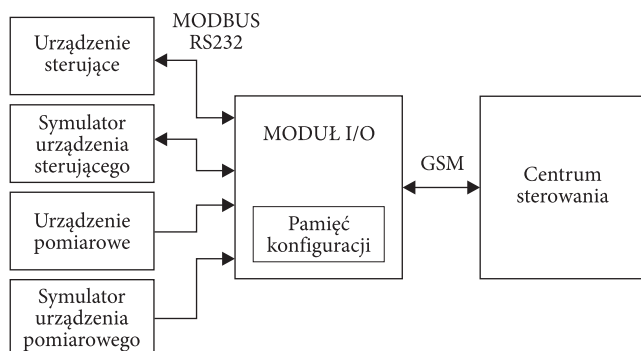 MODBUS
RS232
Urządzenie
sterujące
Symulator
urządzenia
sterującego
Urządzenie
pomiarowe
Symulator
urządzenia
pomiarowego
MODUŁ I/O
Pamięć
konfiguracji
GSM
Centrum
sterowania